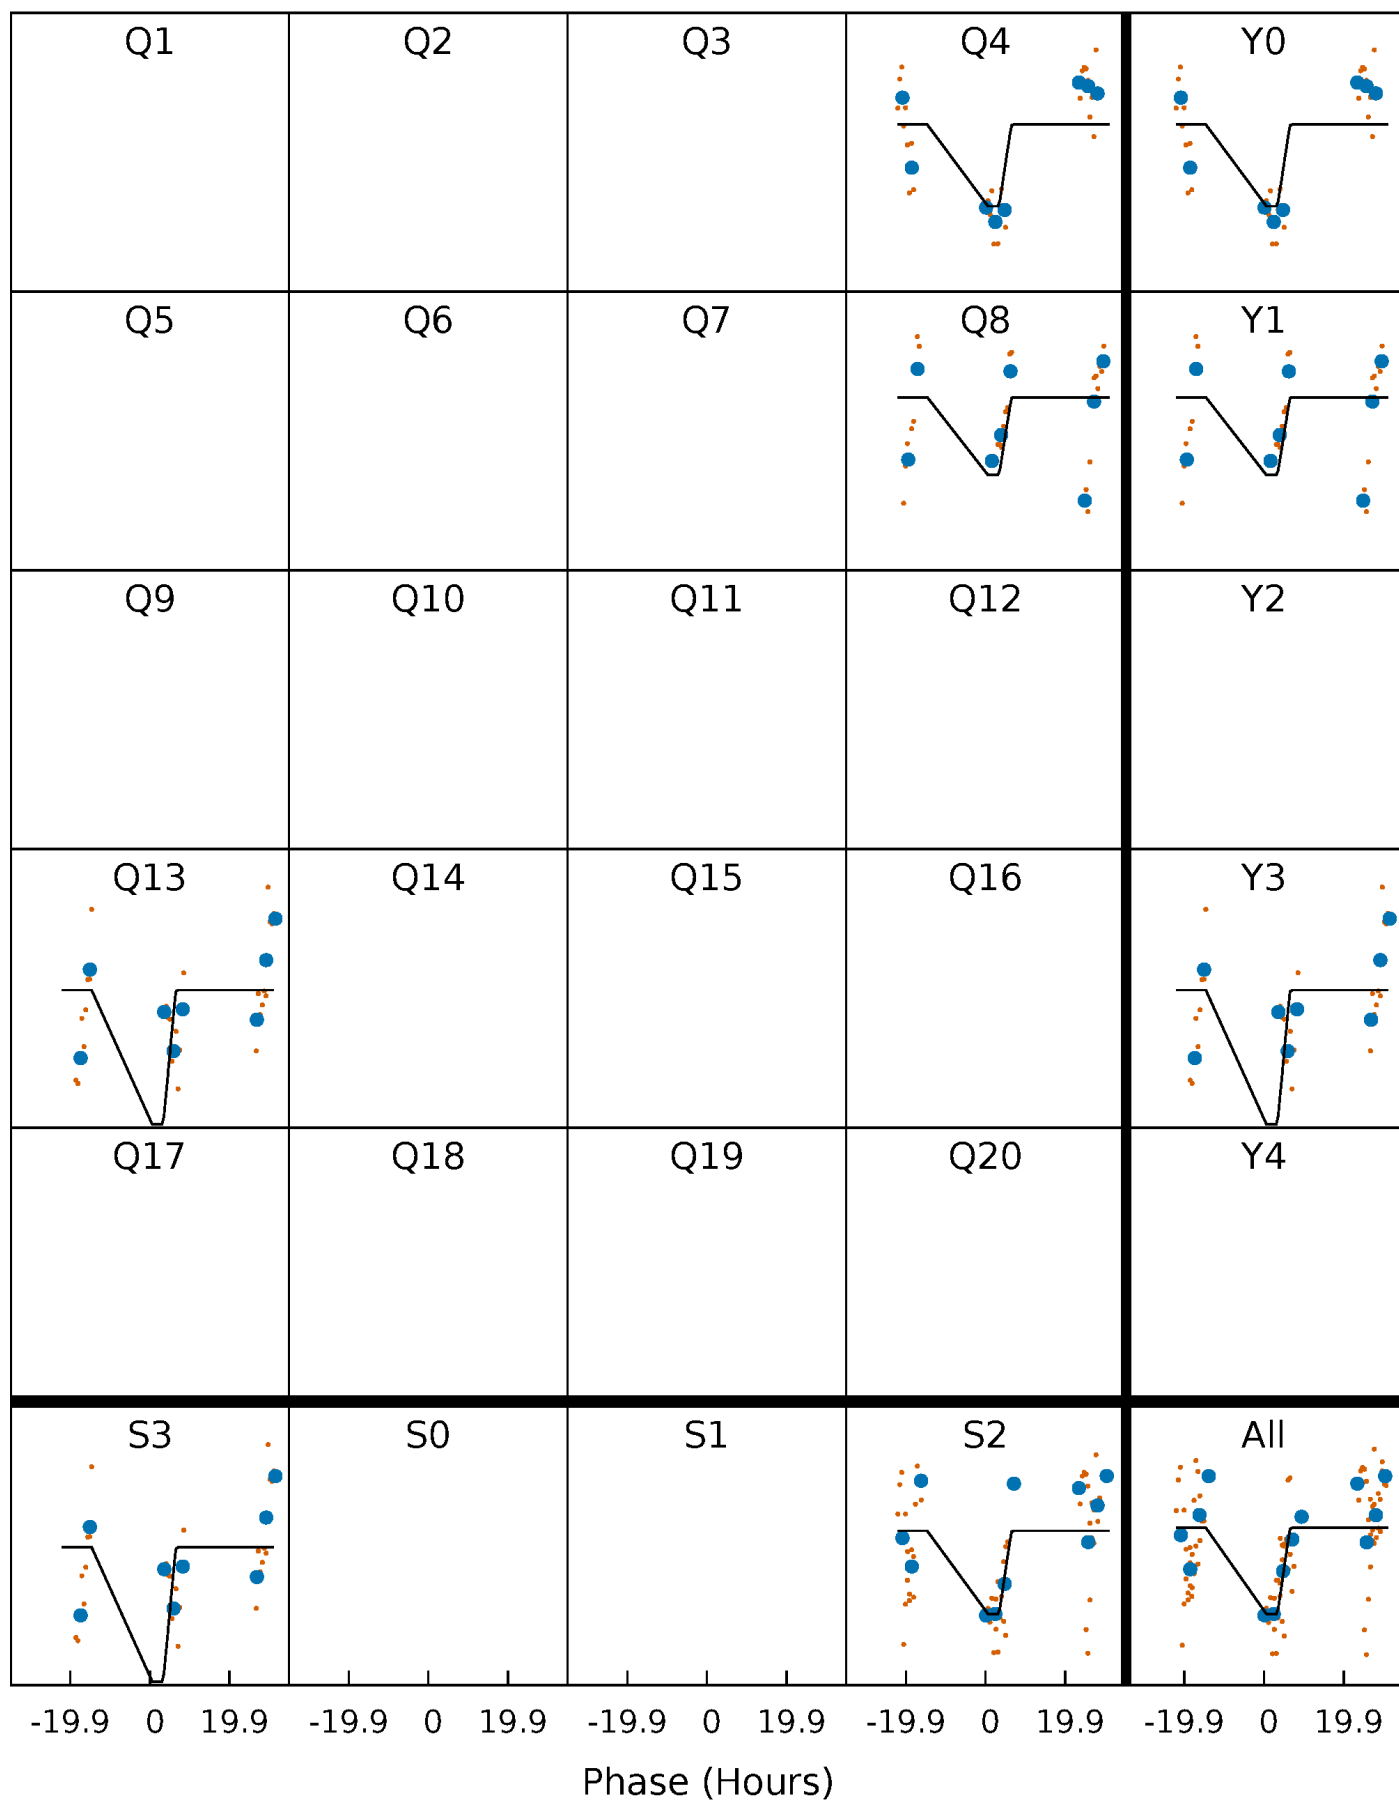 Q1 Q2 Q3 Q4 Y0
Q5 Q6 Q7 Q8 Y1
Q9 Q10 Q11 Q12 Y2
Q13 Q14 Q15 Q16 Y3
Q17 Q18 Q19 Q20 Y4
S3 S0 S1 S2 All
-19.9 0 19.9 -19.9 0 19.9 -19.9 0 19.9 -19.9 0 19.9 -19.9 0 19.9
Phase (Hours)